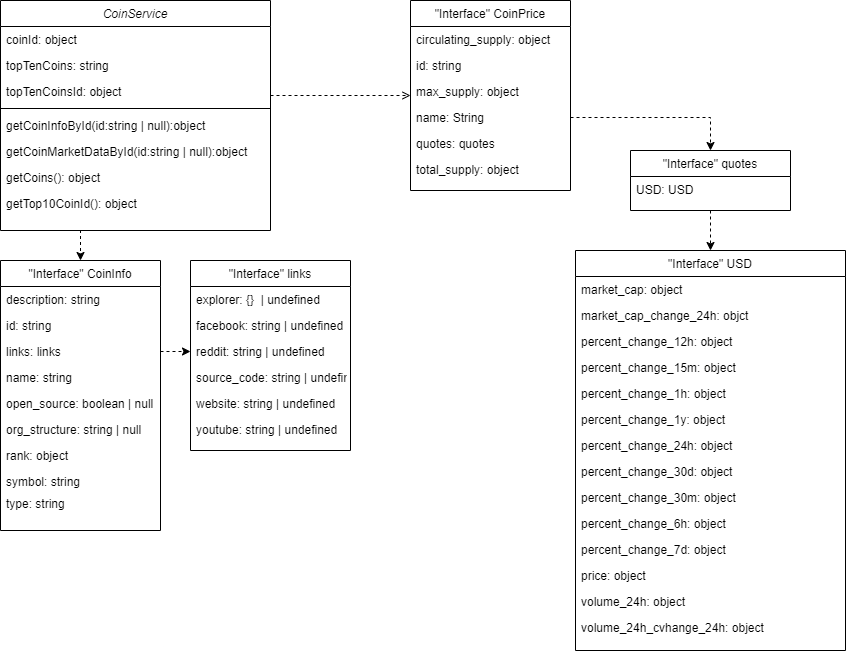 CoinService
coinId: object
topTenCoins: string
topTenCoinsId: object
getCoinInfoById(id:string | null):object
getCoinMarketDataById(id:string | null):object
getCoins(): object
getTop10CoinId(): object
"Interface" CoinPrice
circulating_supply: object
id: string
max_supply: object
name: String
quotes: quotes
total_supply: object
"Interface" quotes
USD: USD
"Interface" CoinInfo
description: string
id: string
links: links
name: string
open_source: boolean | null
org_structure: string | null
rank: object
symbol: string
type: string
"Interface" links
explorer: {}  | undefined
facebook: string | undefined
reddit: string | undefined
source_code: string | undefir
website: string | undefined
youtube: string | undefined
"Interface" USD
market_cap: object
market_cap_change_24h: objct
percent_change_12h: object
percent_change_15m: object
percent_change_1h: object
percent_change_1y: object
percent_change_24h: object
percent_change_30d: object
percent_change_30m: object
percent_change_6h: object
percent_change_7d: object
price: object
volume_24h: object
volume_24h_cvhange_24h: object